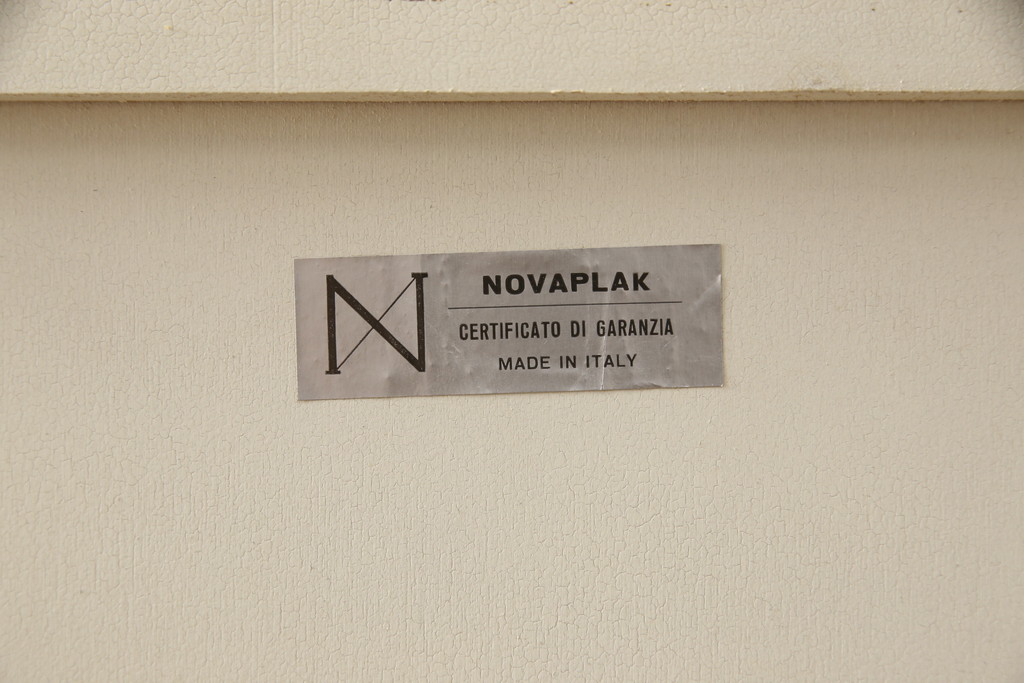 N
NOVAPLAK
CERTIFICATO DI GARANZIA
MADE IN ITALY